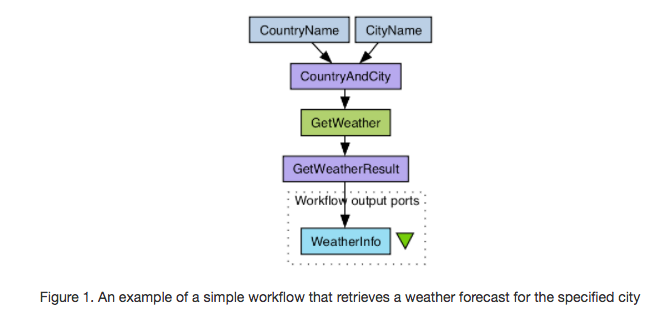 CountryName CityName
CountryAndCity
GetWeather
GetWeatherResult
Workflow output ports
WeatherInfo
Figure 1. An example of a simple workflow that retrieves a weather forecast for the specified city